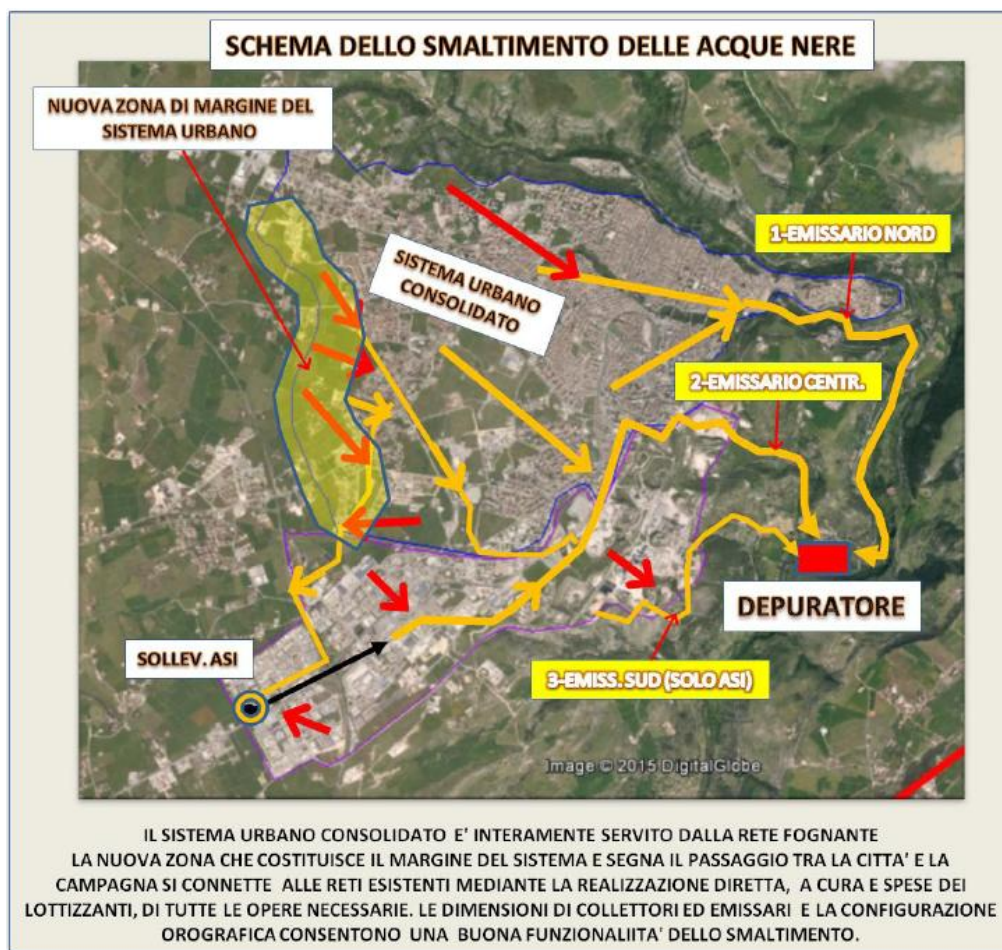 SCHEMA DELLO SMALTIMENTO DELLE ACQUE NERE
NUOVA ZONA DI MARGINE DEL
SISTEMA URBANO
1-EMISSARIO NORD
SISTEMA URBANO
CONSOLIDATO
2-EMISSARIO CENTR.
DEPURATORE
SOLLEV. ASI
3-EMISS. SUD (SOLO ASI)
Image © 2015 DigitalGlobe
IL SISTEMA URBANO CONSOLIDATO E' INTERAMENTE SERVITO DALLA RETE FOGNANTE
LA NUOVA ZONA CHE COSTITUISCE IL MARGINE DEL SISTEMA E SEGNA IL PASSAGGIO TRA LA CITTA' E LA
CAMPAGNA SI CONNETTE ALLE RETI ESISTENTI MEDIANTE LA REALIZZAZIONE DIRETTA, A CURA E SPESE DEI
LOTTIZZANTI, DI TUTTE LE OPERE NECESSARIE. LE DIMENSIONI DI COLLETTORI ED EMISSARI E LA CONFIGURAZIONE
OROGRAFICA CONSENTONO UNA BUONA FUNZIONALIITA' DELLO SMALTIMENTO.